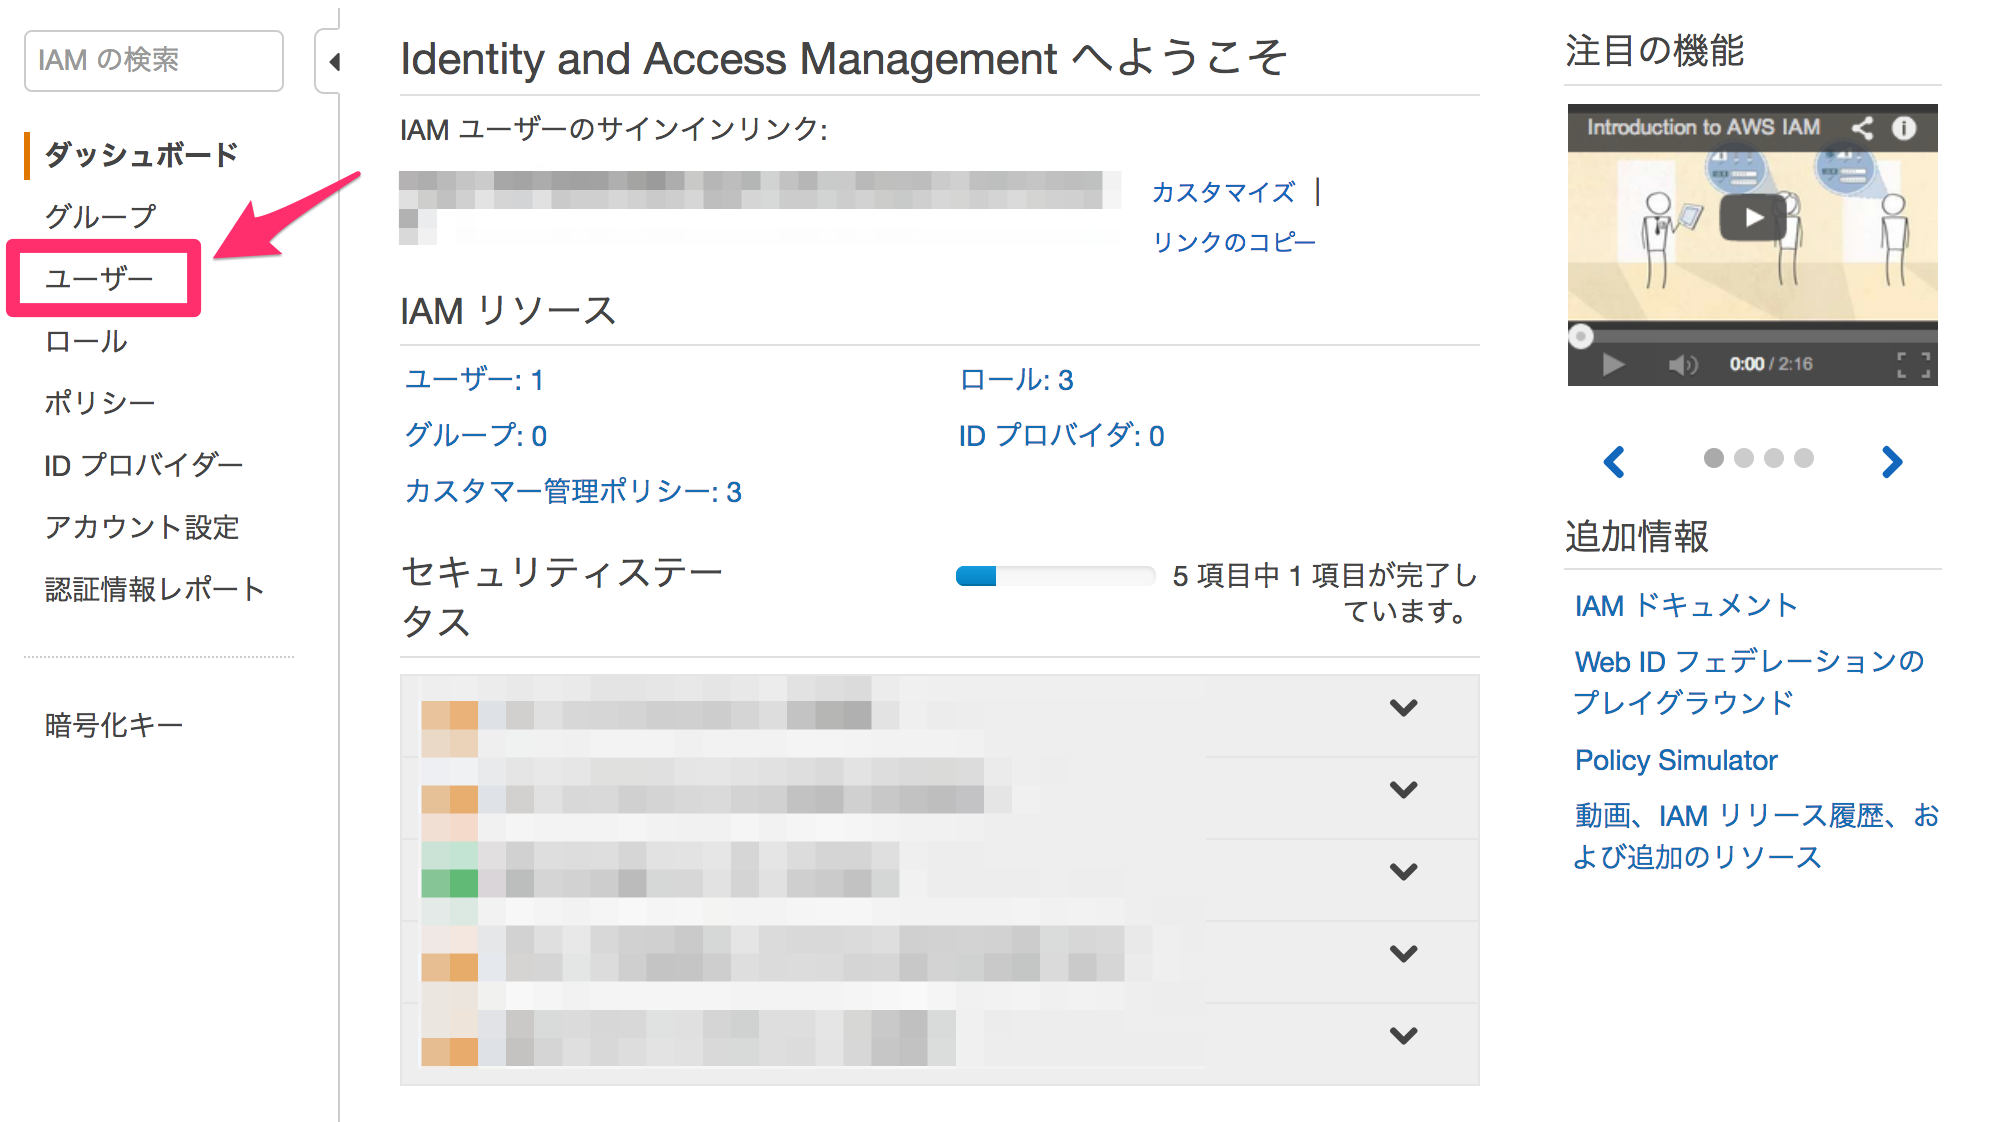 IAM の検索
ダッシュボード
グループ
ユーザー
ロール
ポリシー
ID プロバイダー
アカウント設定
認証情報レポート
暗号化キー
Identity and Access Management へようこそ
IAM ユーザーのサインインリンク:
カスタマイズ |
リンクのコピー
IAM リソース
ユーザー: 1
ロール: 3
グループ: 0
ID プロバイダ: 0
カスタマー管理ポリシー: 3
セキュリティステー
タス
5 項目中 1 項目が完了し
ています。
注目の機能
Introduction to AWS IAM
0:00 / 2:16
追加情報
IAM ドキュメント
Web ID フェデレーションの
プレイグラウンド
Policy Simulator
動画、IAM リリース履歴、お
よび追加のリソース